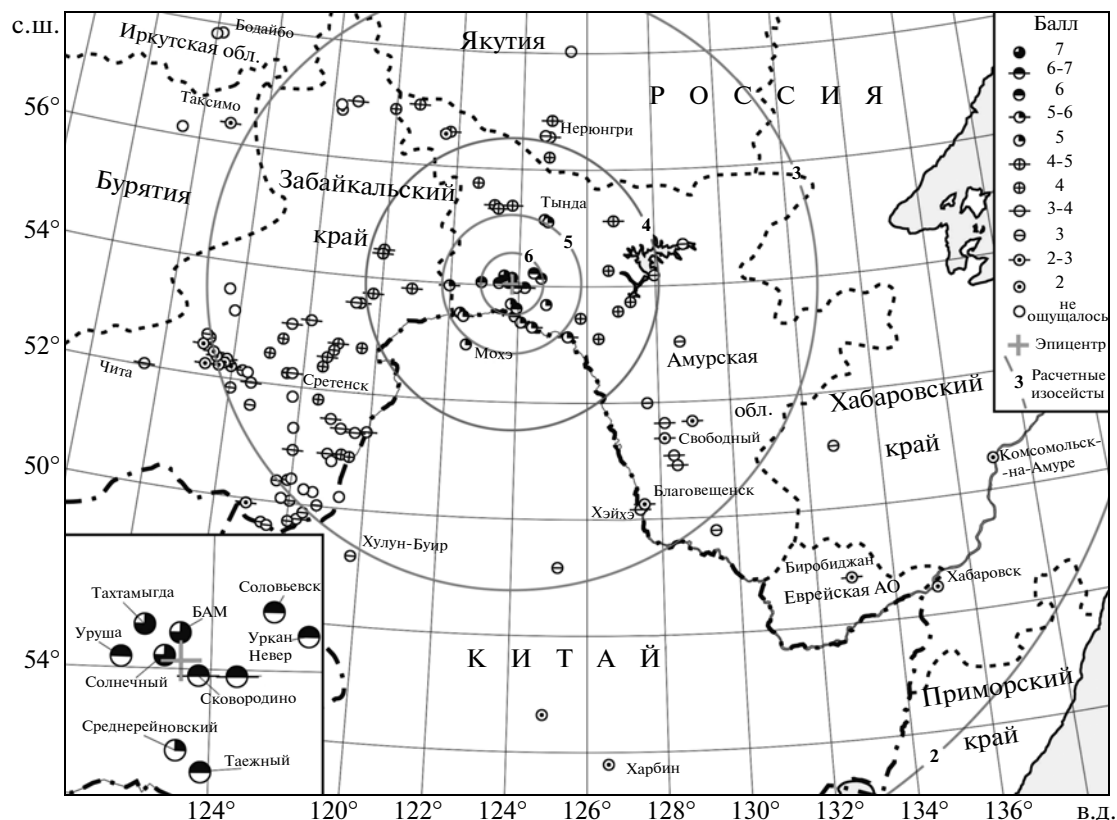 с.ш.
56°
54°
52°
50°
54°
Бодайбо
Иркутская обл.
Якутия
Р О С С И Я
Таксимо
Нерюнгри
Бурятия
Забайкальский
край
Тында
3
4
5
6
Мохэ
Чита
Сретенск
Амурская
обл.
Хабаровский
край
Свободный
Комсомольск-
-на-Амуре
Благовещенск
Хэйхэ
Хулун-Буир
Биробиджан
Еврейская АО
Хабаровск
К И Т А Й
Приморский
край
2
Харбин
Балл
7
6-7
6
5-6
5
4-5
4
3-4
3
2-3
2
не
ощущалось
Эпицентр
3 Расчетные
изосейсты
Соловьевск
Тахтамыгда
БАМ
Уруша
Уркан
Невер
Солнечный
Сковородино
Среднерейновский
Таежный
124° 120° 122° 124° 126° 128° 130° 132° 134° 136° в.д.